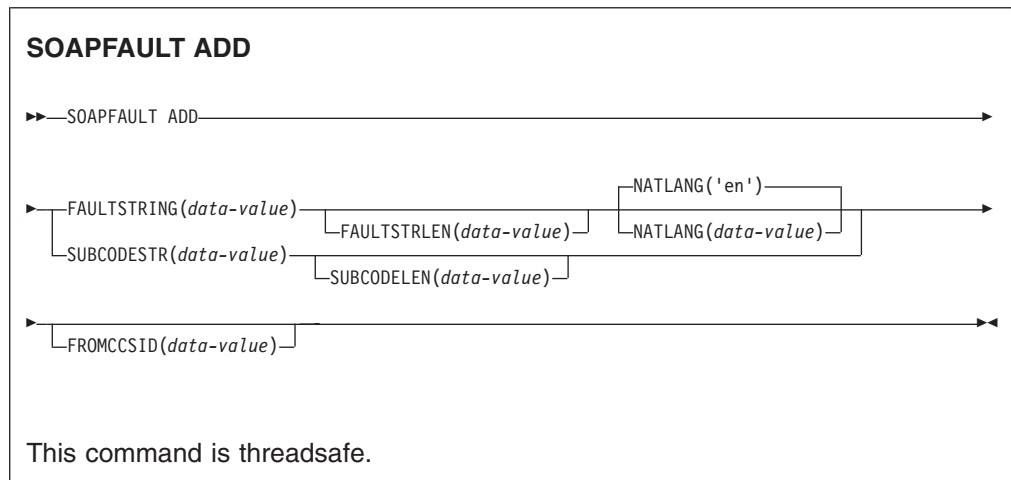 SOAPFAULT ADD
SOAPFAULT ADD
NATLANG('en')
FAULTSTRING(data-value)
FAULTSTRLEN(data-value)
NATLANG(data-value)
SUBCODESTR(data-value)
SUBCODELEN(data-value)
FROMCCSID(data-value)
This command is threadsafe.